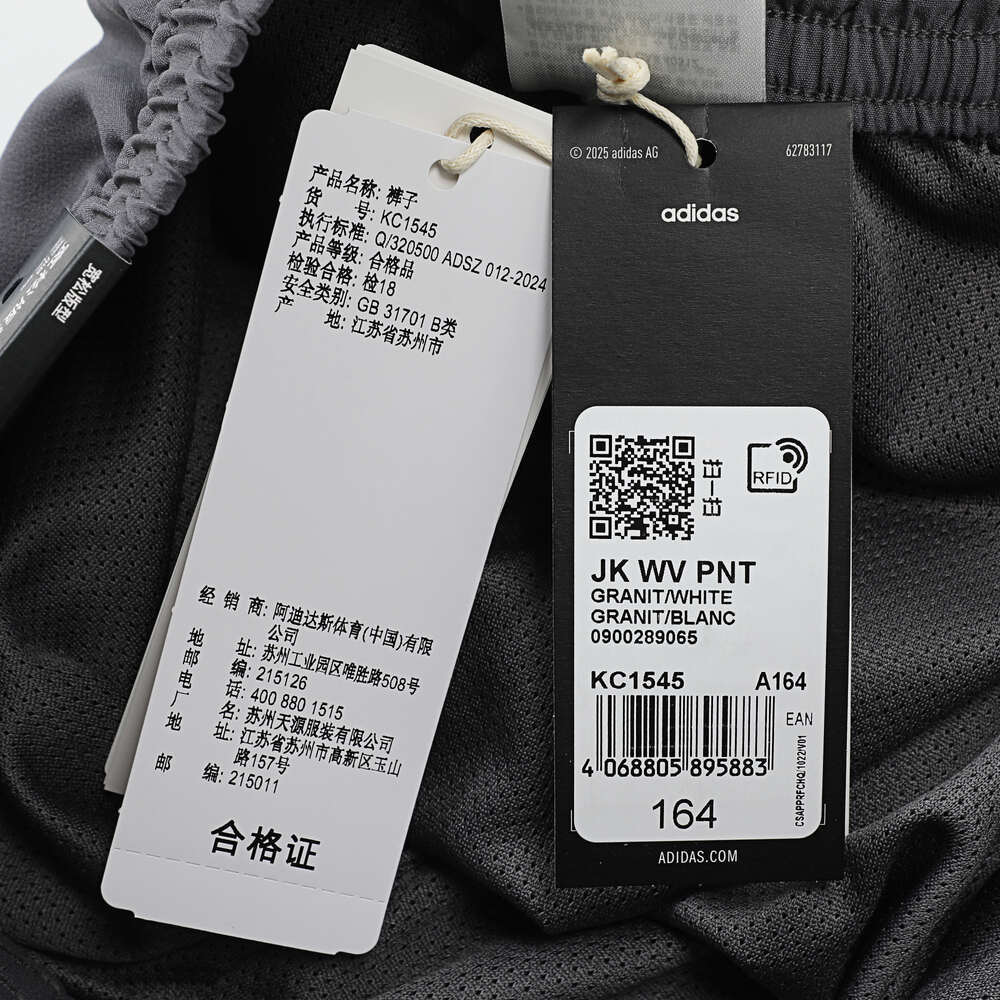 产品名称: 裤子
货 号: KC1545
执行标准: Q/320500 ADSZ 012-2024
产品等级: 合格品
检验合格: 检18
安全类别: GB 31701 B类
产 地: 江苏省苏州市
经 销 商: 阿迪达斯体育(中国)有限
公司
地 址: 苏州工业园区唯胜路508号
邮 编: 215126
电 话: 400 880 1515
厂 名: 苏州天源服装有限公司
地 址: 江苏省苏州市高新区玉山
路157号
邮 编: 215011
合格证
© 2025 adidas AG
62783117
adidas
RFID
JK WV PNT
GRANIT/WHITE
GRANIT/BLANC
0900289065
KC1545 A164
EAN
4 068805 895883
CSAPPRFCHQ/1022/V01
164
ADIDAS.COM
宽松版型